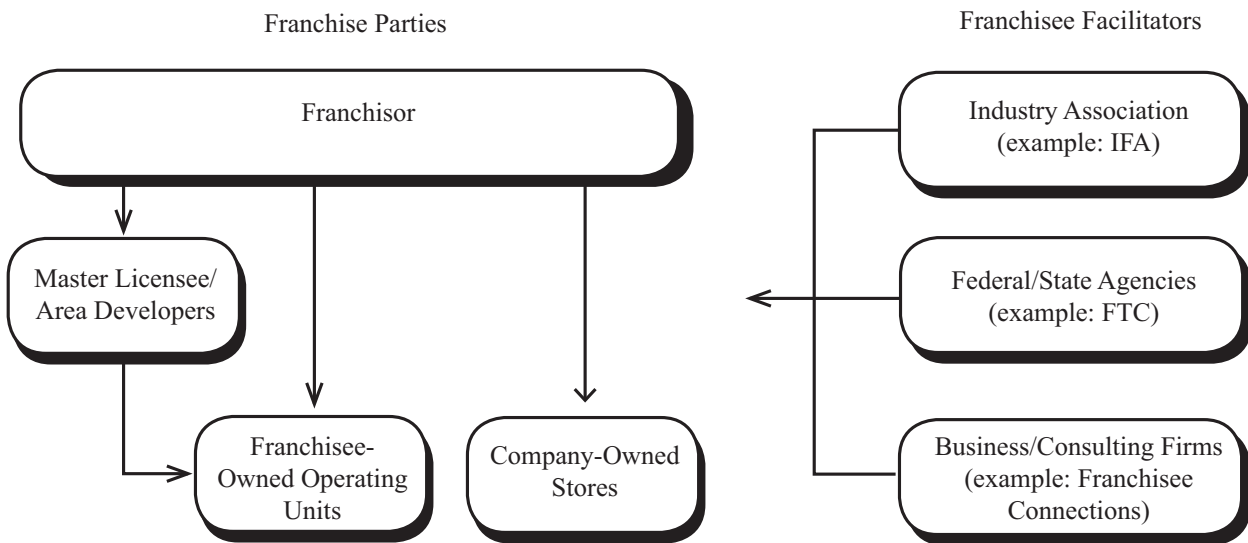 Franchise Parties
Franchisor
Master Licensee/
Area Developers
Franchisee-
Owned Operating
Units
Company-Owned
Stores
Franchisee Facilitators
Industry Association
(example: IFA)
Federal/State Agencies
(example: FTC)
Business/Consulting Firms
(example: Franchisee
Connections)